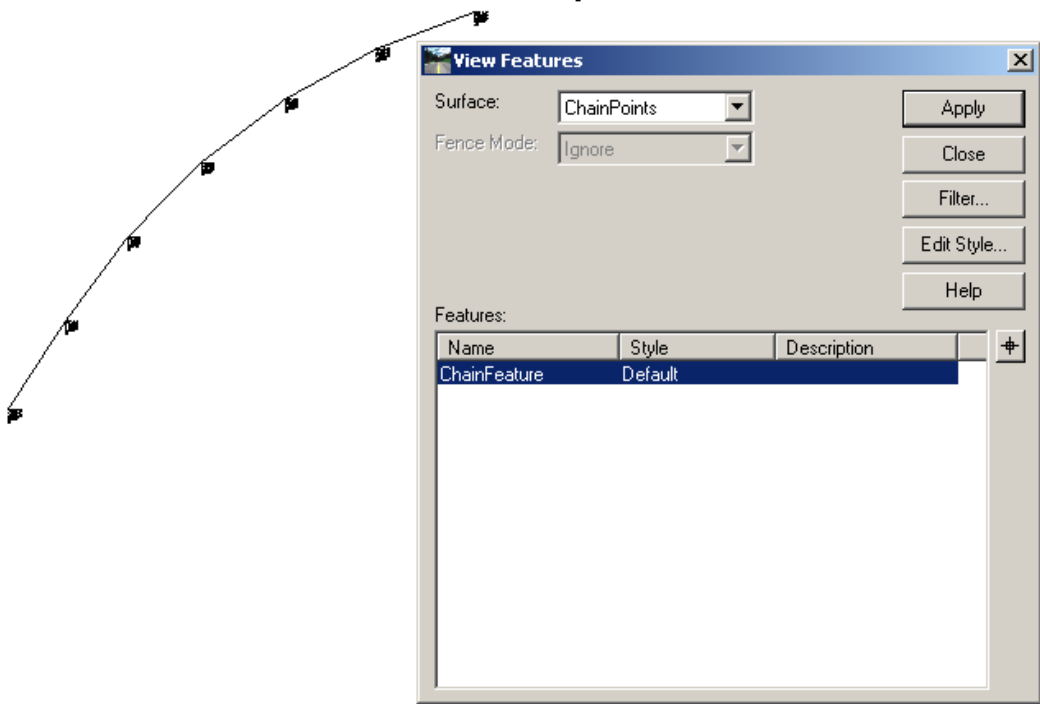 View Features
Surface: ChainPoints Apply
Fence Mode: Ignore Close
Filter...
Edit Style...
Help
Features:
Name Style Description
ChainFeature Default